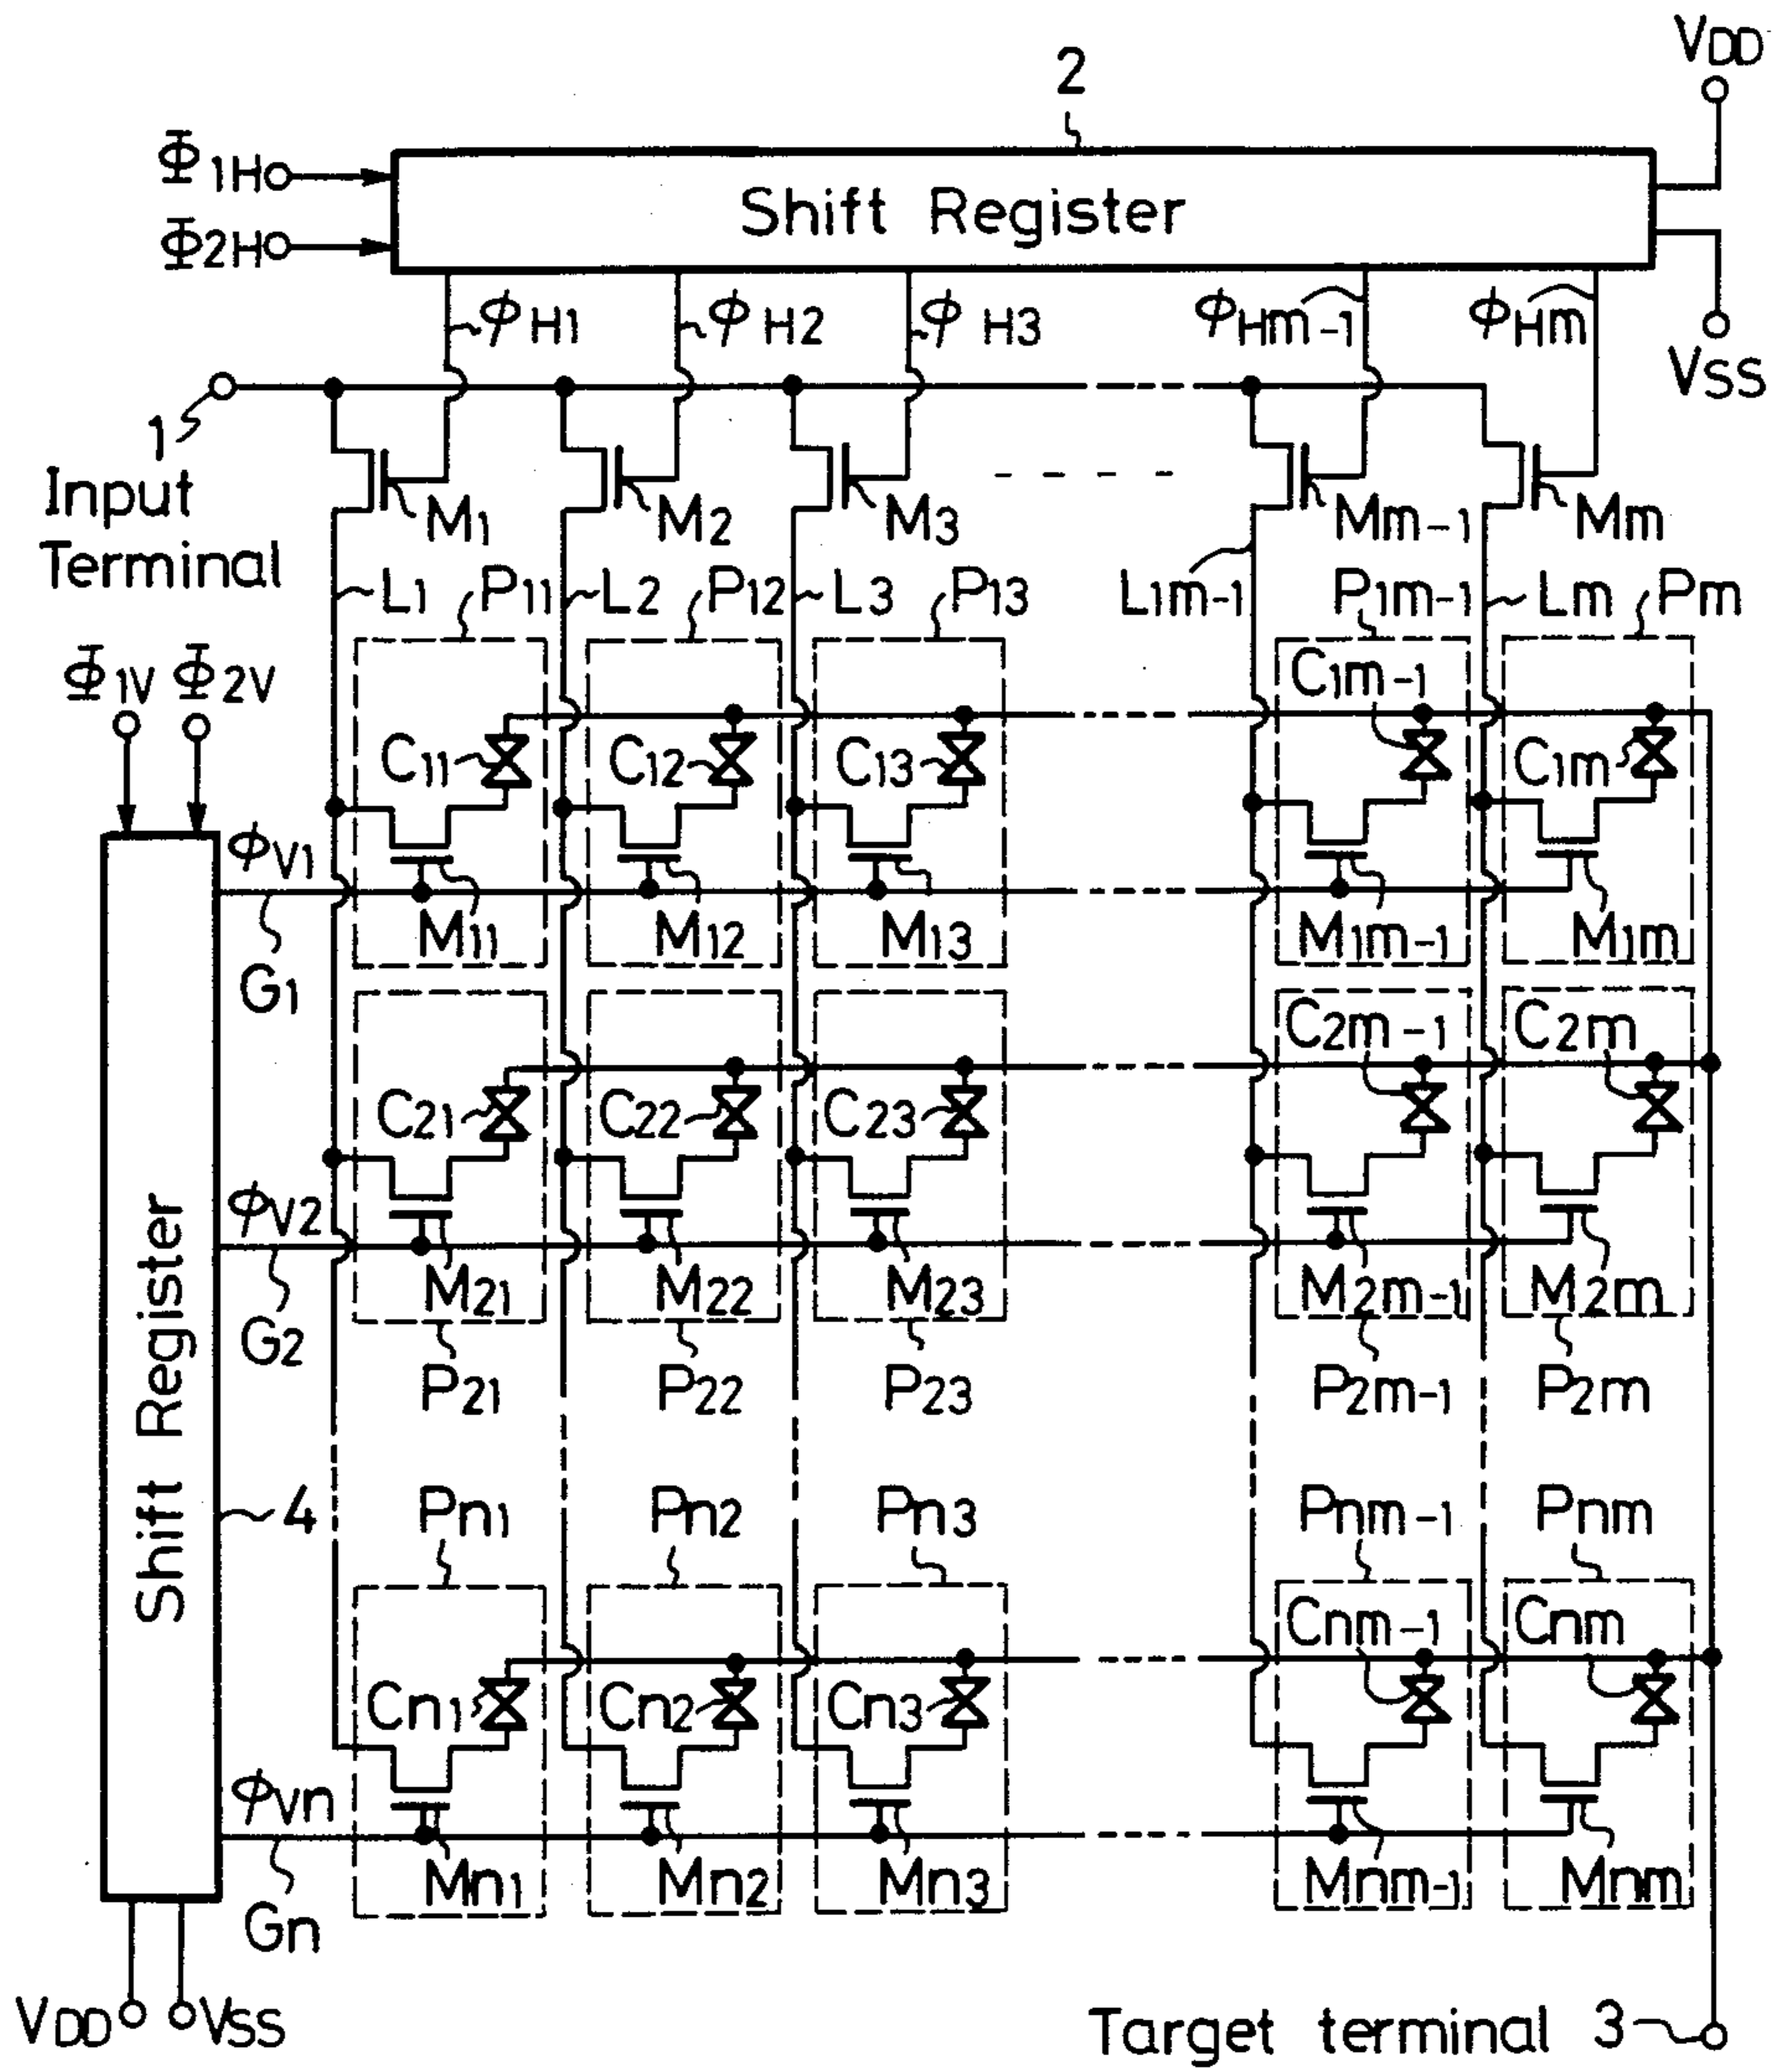 VDD
2
Φ1H
Shift Register
Φ2H
ϕH1 ϕH2 ϕH3 ϕHm-1 ϕHm
VSS
1
Input
Terminal
M1 M2 M3 Mm-1 Mm
L1 P11 L2 P12 L3 P13 L1m-1 P1m-1 Lm Pm
Φ1V Φ2V
C11 C12 C13 C1m-1 C1m
ϕV1
M11 M12 M13 M1m-1 M1m
G1
C21 C22 C23 C2m-1 C2m
ϕV2
M21 M22 M23 M2m-1 M2m
G2
P21 P22 P23 P2m-1 P2m
Shift Register
4
Pn1 Pn2 Pn3 Pnm-1 Pnm
Cn1 Cn2 Cn3 Cnm-1 Cnm
ϕVn
Mn1 Mn2 Mn3 Mnm-1 Mnm
Gn
VDD VSS
Target terminal 3